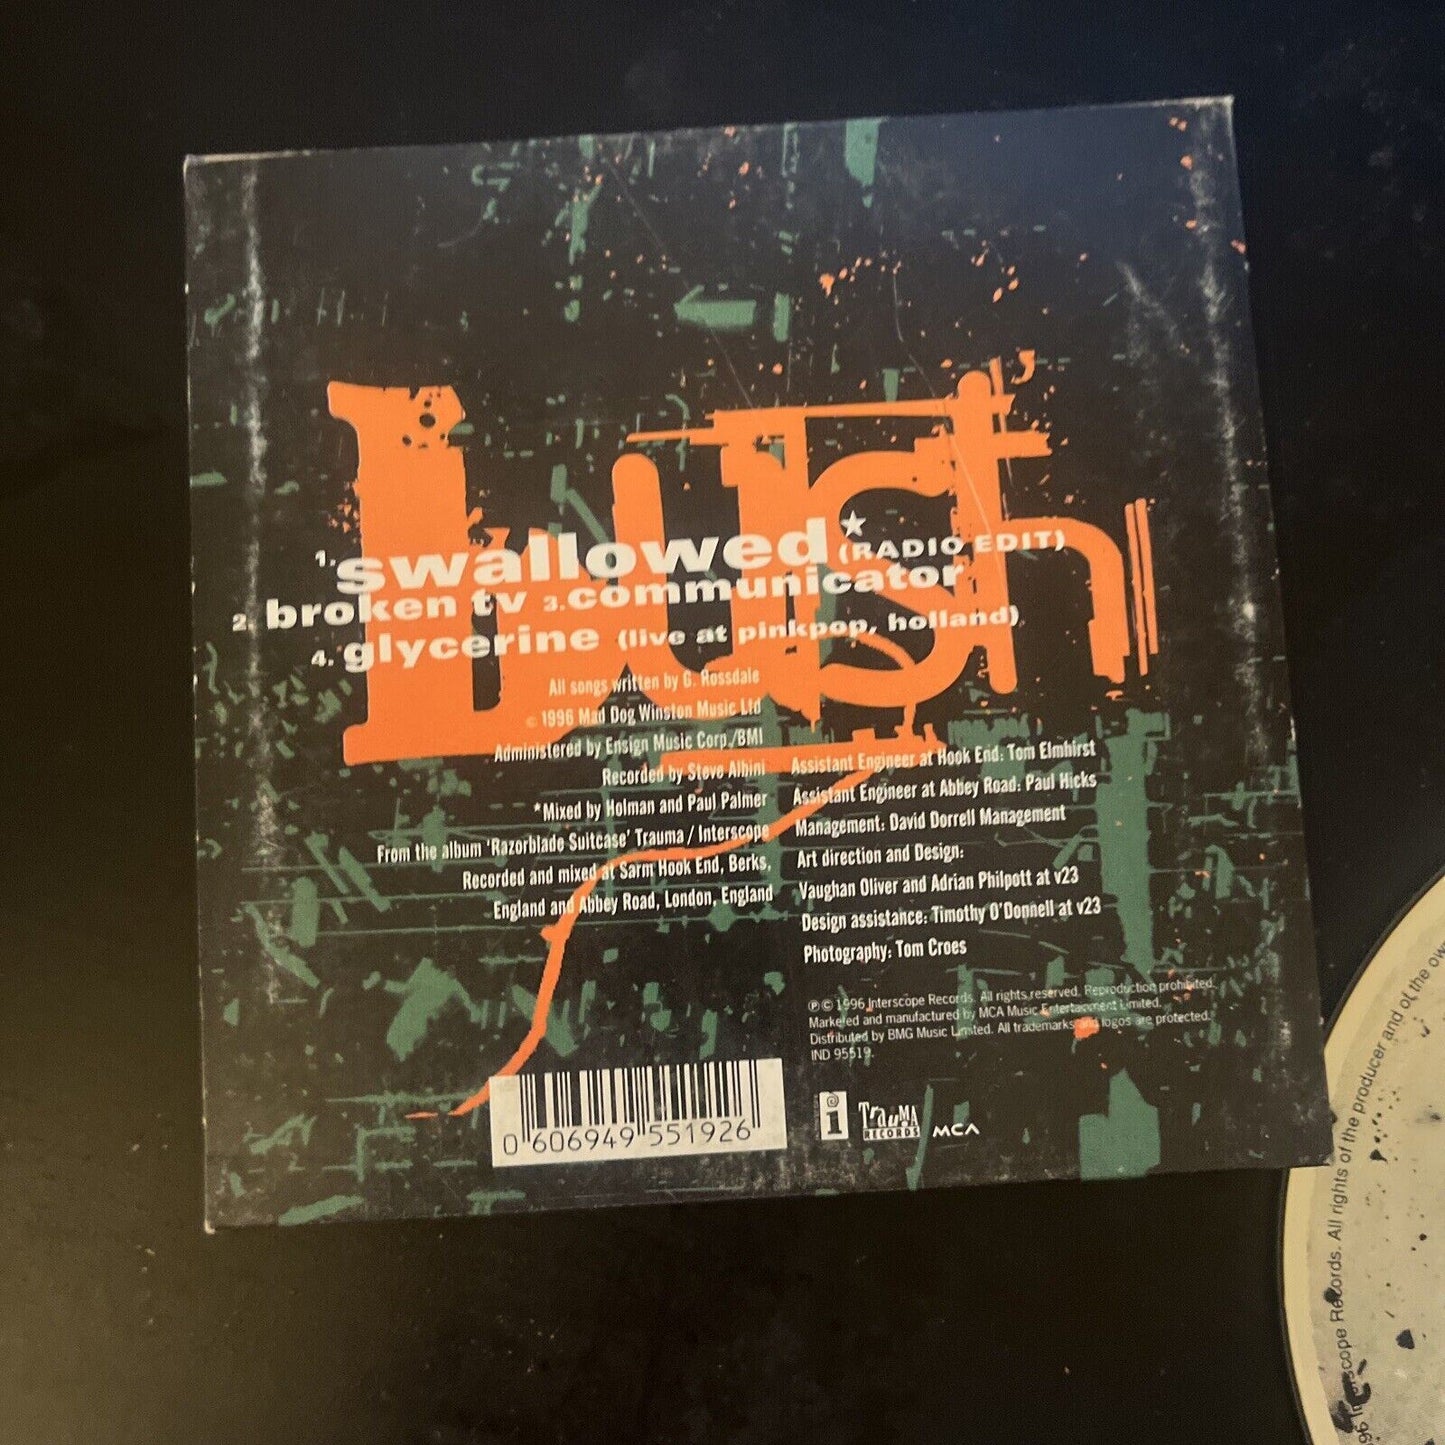 bush'
1. swallowed * (RADIO EDIT)
2. broken tv 3. communicator
4. glycerine (live at pinkpop, holland)
All songs written by G. Rossdale
© 1996 Mad Dog Winston Music Ltd
Administered by Ensign Music Corp./BMI
Recorded by Steve Albini
*Mixed by Holman and Paul Palmer
From the album 'Razorblade Suitcase' Trauma / Interscope
Recorded and mixed at Sarm Hook End, Berks,
England and Abbey Road, London, England
Assistant Engineer at Hook End: Tom Elmhirst
Assistant Engineer at Abbey Road: Paul Hicks
Management: David Dorrell Management
Art direction and Design:
Vaughan Oliver and Adrian Philpott at v23
Design assistance: Timothy O'Donnell at v23
Photography: Tom Croes
℗© 1996 Interscope Records. All rights reserved. Reproduction prohibited.
Marketed and manufactured by MCA Music Entertainment Limited.
Distributed by BMG Music Limited. All trademarks and logos are protected.
IND 95519.
0 606949 551926
i
TRAUMA
RECORDS
MCA
96 Interscope Records. All rights of the producer and of the ow